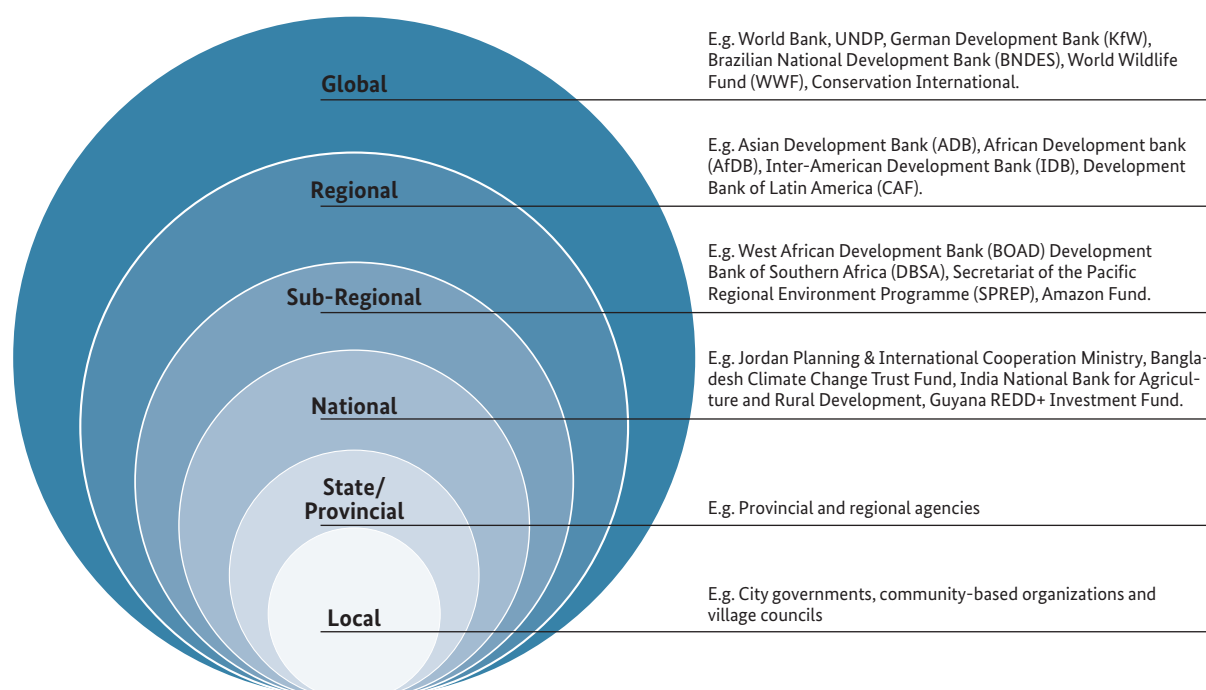 Global
E.g. World Bank, UNDP, German Development Bank (KfW),
Brazilian National Development Bank (BNDES), World Wildlife
Fund (WWF), Conservation International.
Regional
E.g. Asian Development Bank (ADB), African Development bank
(AfDB), Inter-American Development Bank (IDB), Development
Bank of Latin America (CAF).
Sub-Regional
E.g. West African Development Bank (BOAD) Development
Bank of Southern Africa (DBSA), Secretariat of the Pacific
Regional Environment Programme (SPREP), Amazon Fund.
National
E.g. Jordan Planning & International Cooperation Ministry, Bangla-
desh Climate Change Trust Fund, India National Bank for Agricul-
ture and Rural Development, Guyana REDD+ Investment Fund.
State/
Provincial
E.g. Provincial and regional agencies
Local
E.g. City governments, community-based organizations and
village councils